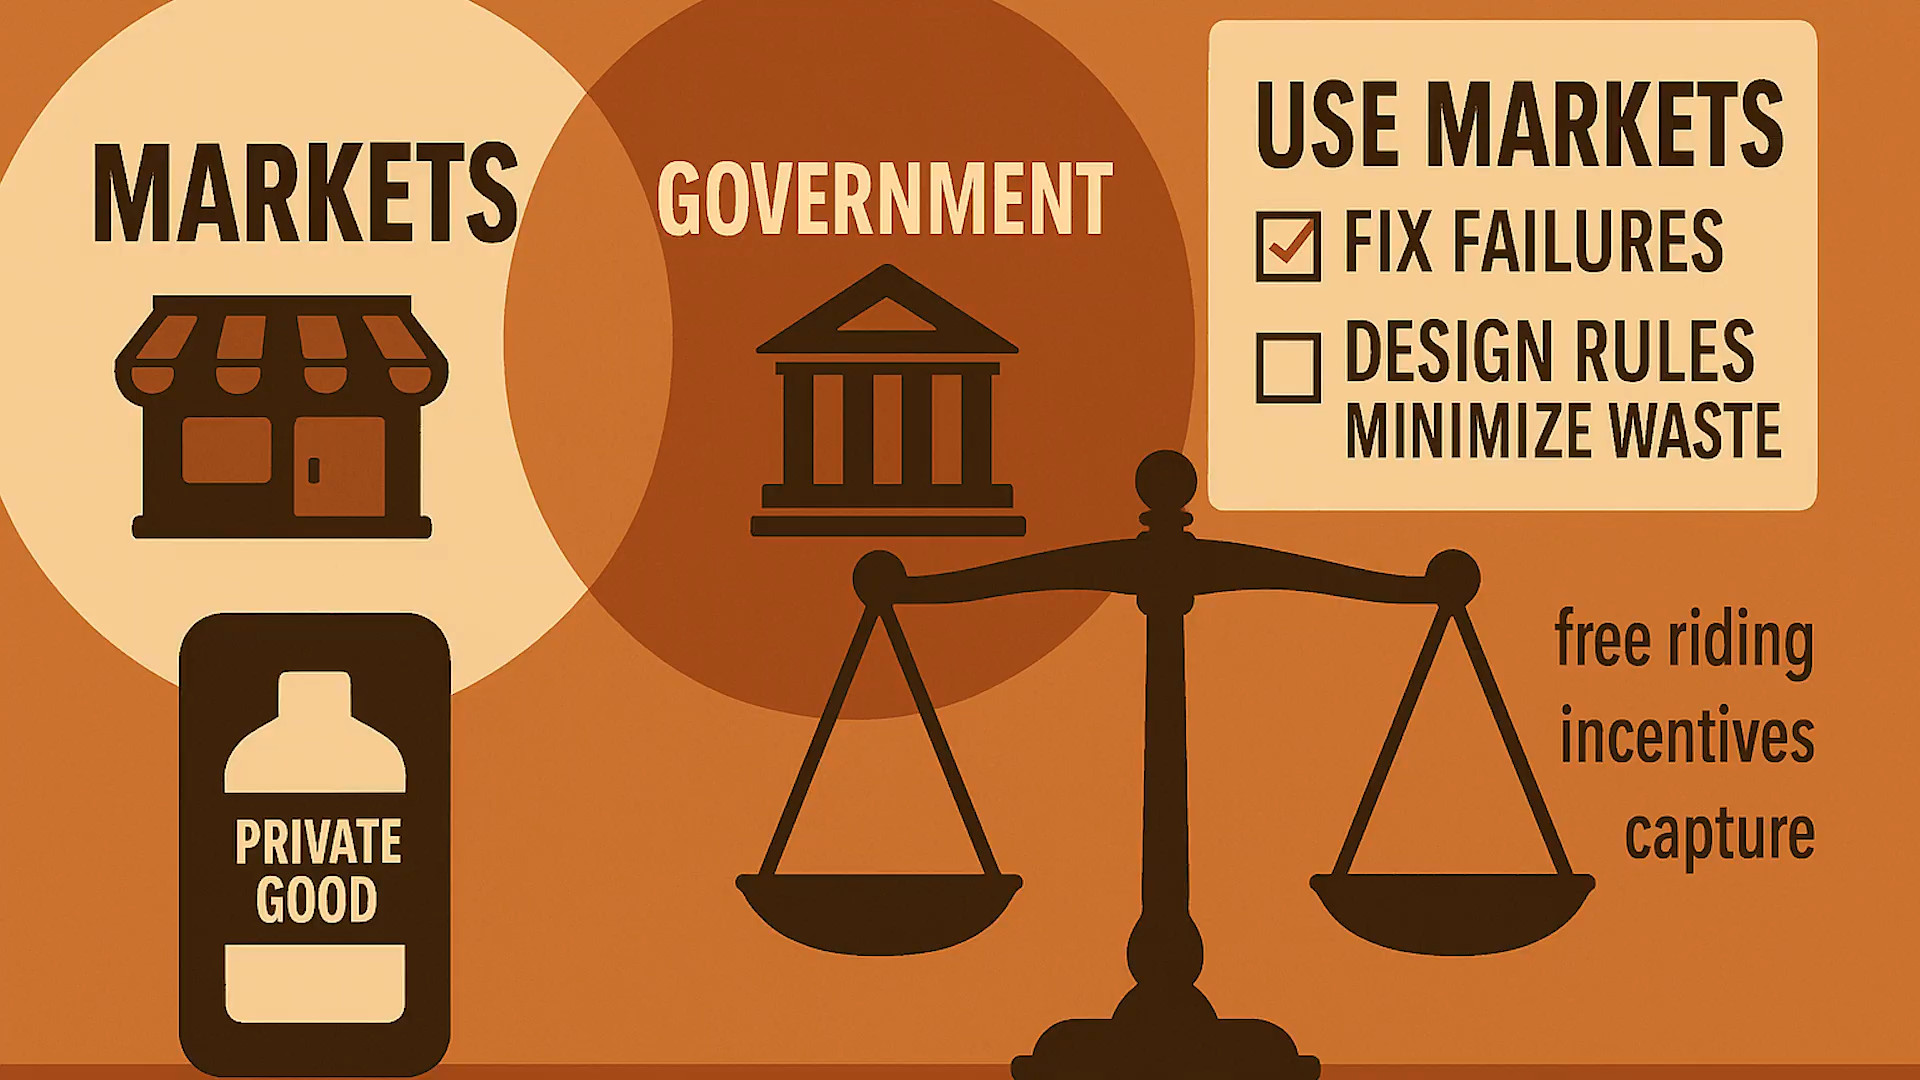 MARKETS
GOVERNMENT
USE MARKETS
FIX FAILURES
DESIGN RULES
MINIMIZE WASTE
free riding
incentives
capture
PRIVATE
GOOD